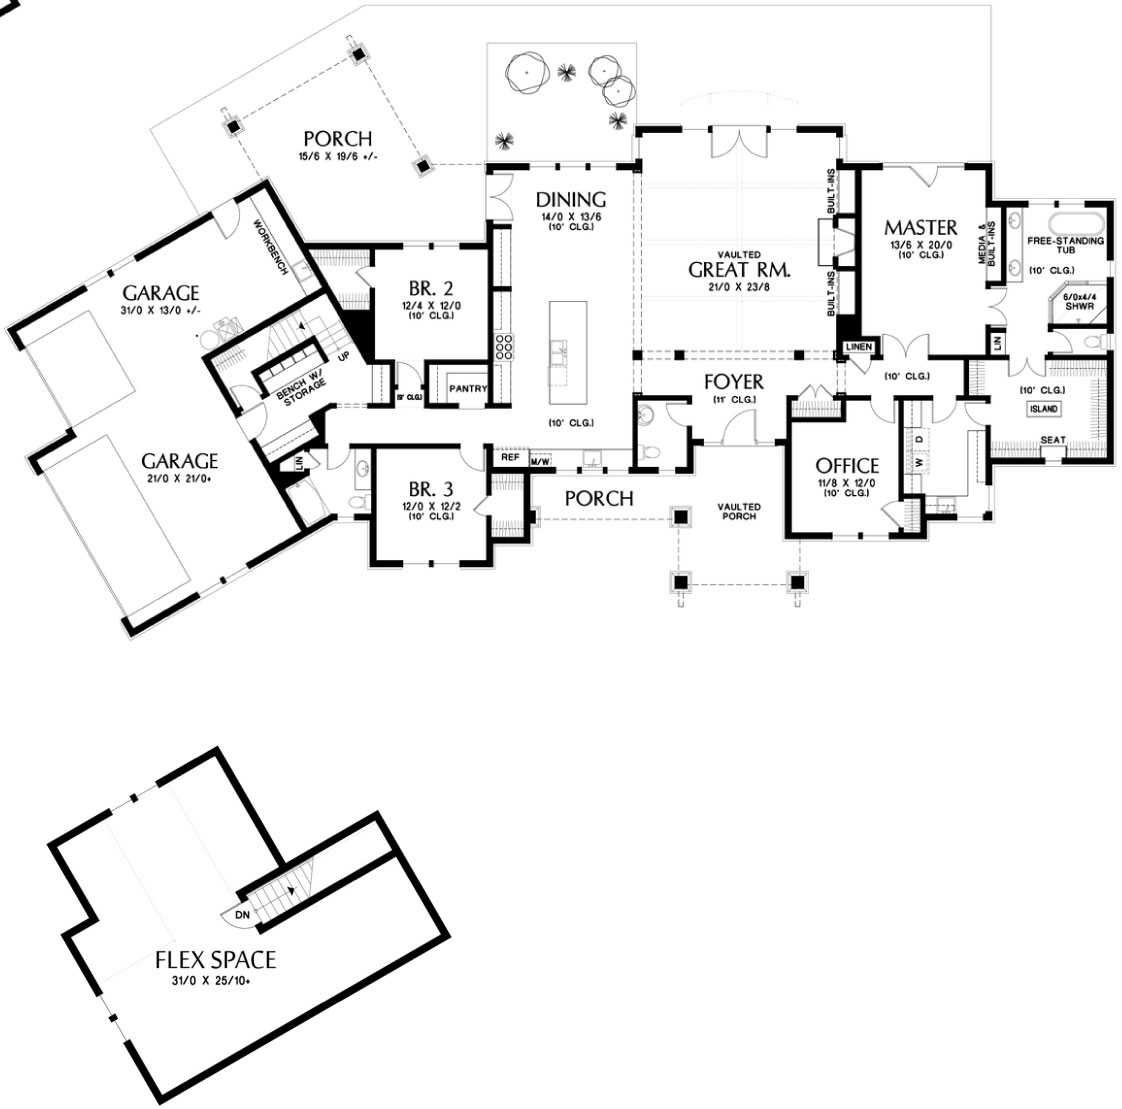 PORCH
15/6 X 19/6 +/-
DINING
14/0 X 13/6
(10' CLG.)
BUILT-INS
VAULTED
GREAT RM.
21/0 X 23/8
BUILT-INS
MASTER
13/6 X 20/0
(10' CLG.)
MEDIA &
BUILT-INS
FREE-STANDING
TUB
(10' CLG.)
6/0x4/4
SHWR
LIN
WORKBENCH
GARAGE
31/0 X 13/0 +/-
BR. 2
12/4 X 12/0
(10' CLG.)
UP
BENCH W/
STORAGE
(9' CLG.)
PANTRY
LINEN
(10' CLG.)
FOYER
(11' CLG.)
(10' CLG.)
(10' CLG.)
ISLAND
SEAT
GARAGE
21/0 X 21/0+
LIN
BR. 3
12/0 X 12/2
(10' CLG.)
REF
M/W
PORCH
VAULTED
PORCH
OFFICE
11/8 X 12/0
(10' CLG.)
D
W
DN
FLEX SPACE
31/0 X 25/10+